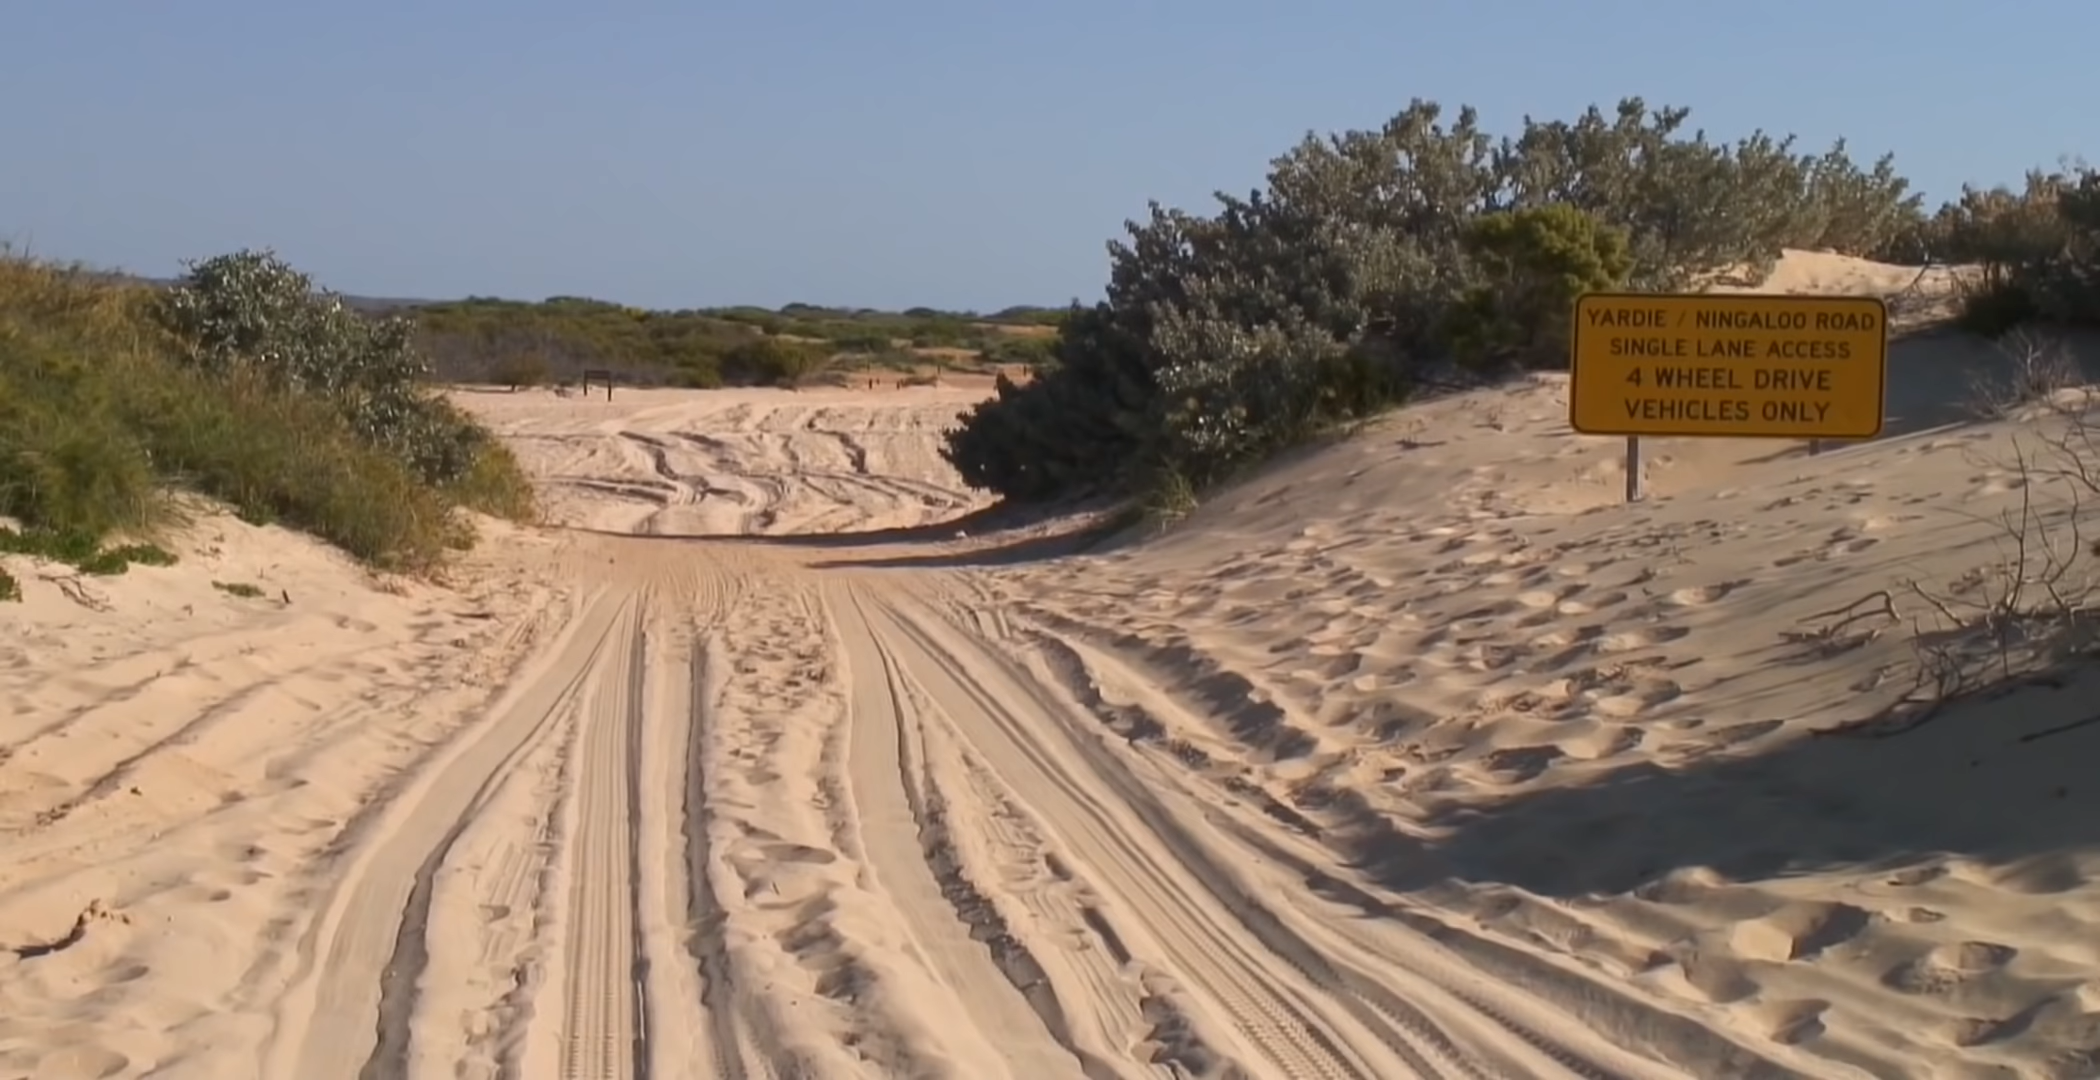 YARDIE / NINGALOO ROAD
SINGLE LANE ACCESS
4 WHEEL DRIVE
VEHICLES ONLY